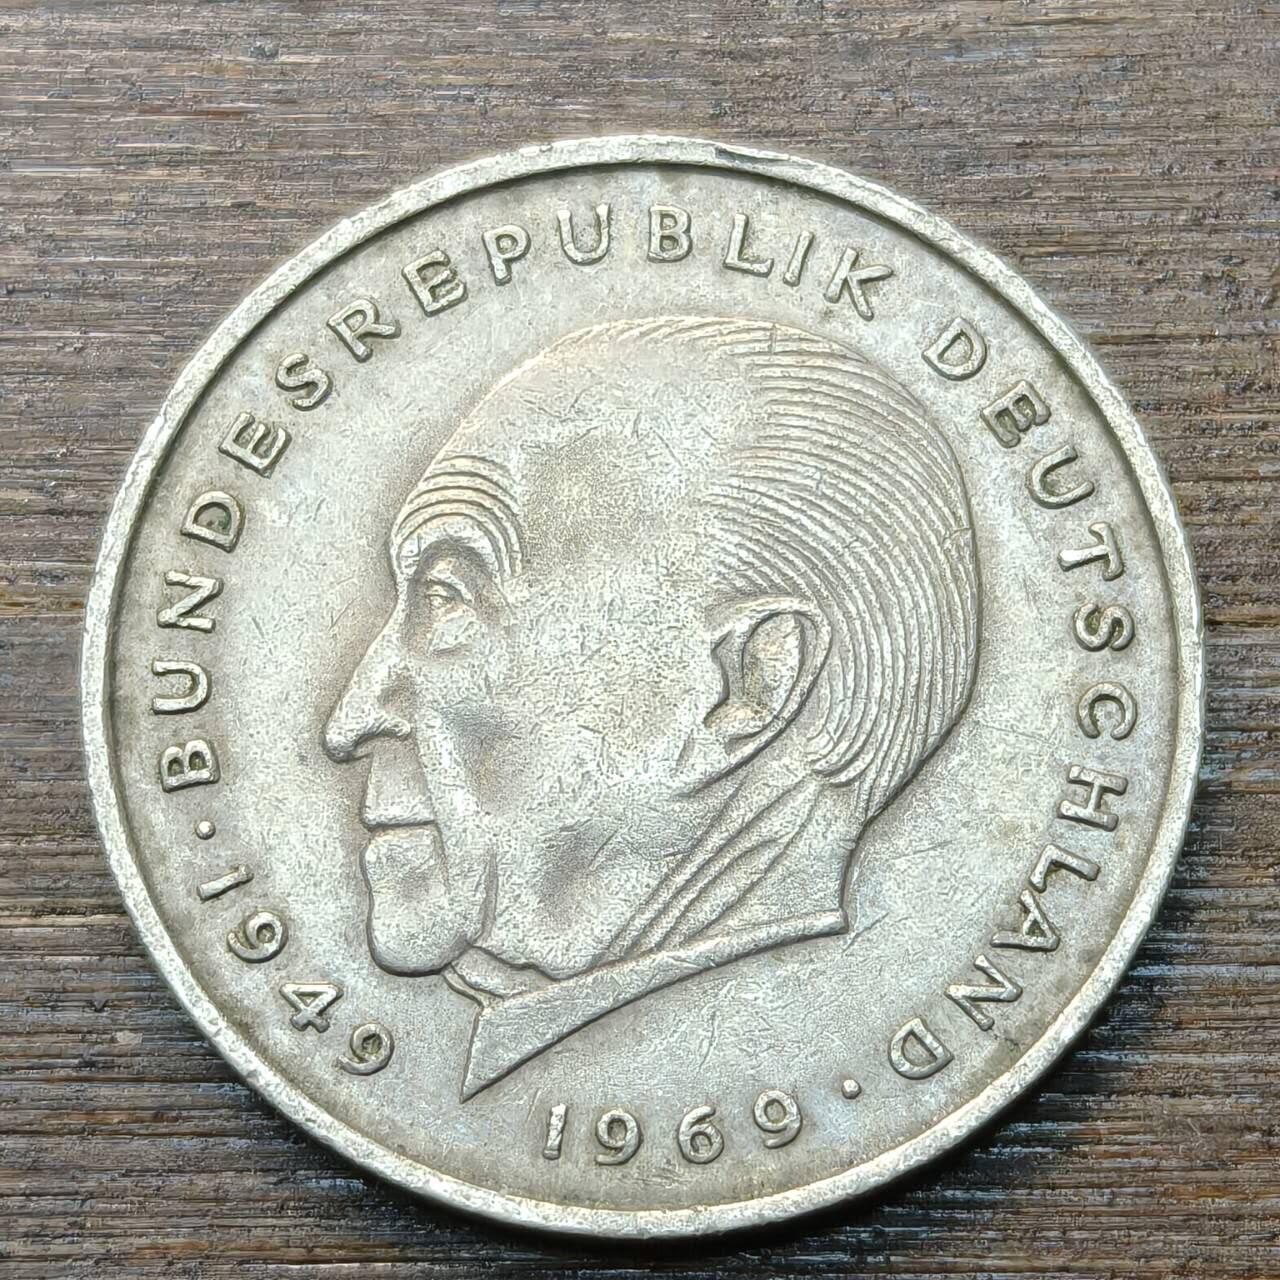 1949 · BUNDESREPUBLIK DEUTSCHLAND ·
1969